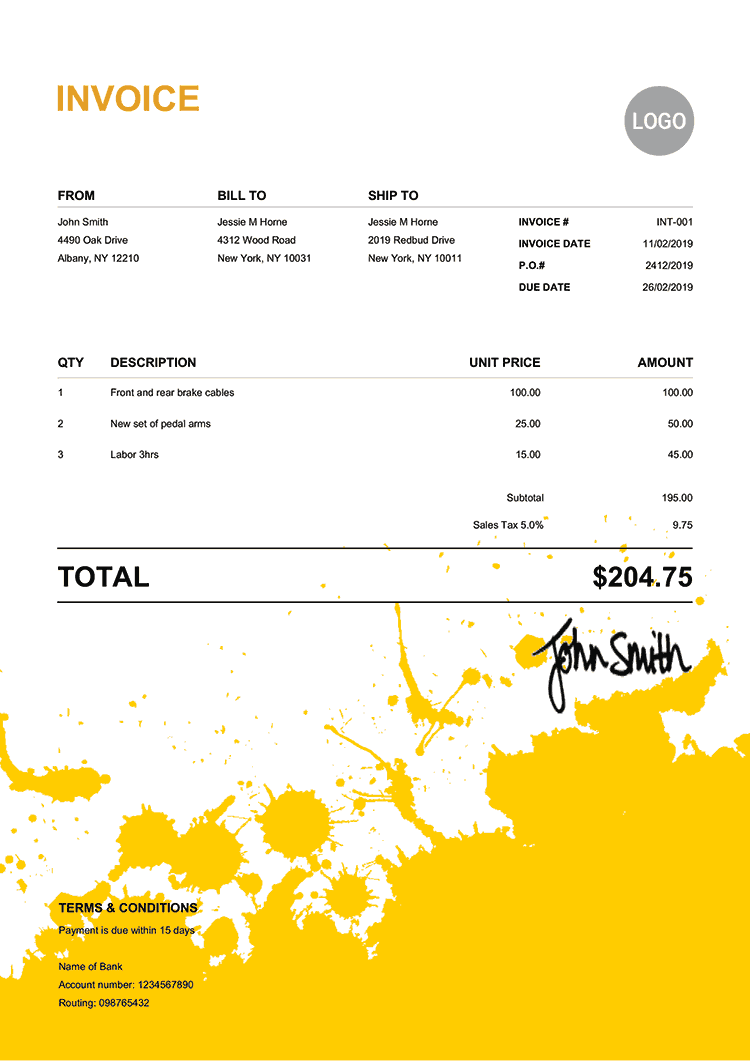 INVOICE
LOGO
FROM BILL TO SHIP TO
John Smith Jessie M Horne Jessie M Horne INVOICE # INT-001
4490 Oak Drive 4312 Wood Road 2019 Redbud Drive INVOICE DATE 11/02/2019
Albany, NY 12210 New York, NY 10031 New York, NY 10011 P.O.# 2412/2019
DUE DATE 26/02/2019
QTY DESCRIPTION UNIT PRICE AMOUNT
1 Front and rear brake cables 100.00 100.00
2 New set of pedal arms 25.00 50.00
3 Labor 3hrs 15.00 45.00
Subtotal 195.00
Sales Tax 5.0% 9.75
TOTAL $204.75
John Smith
TERMS & CONDITIONS
Payment is due within 15 days
Name of Bank
Account number: 1234567890
Routing: 098765432